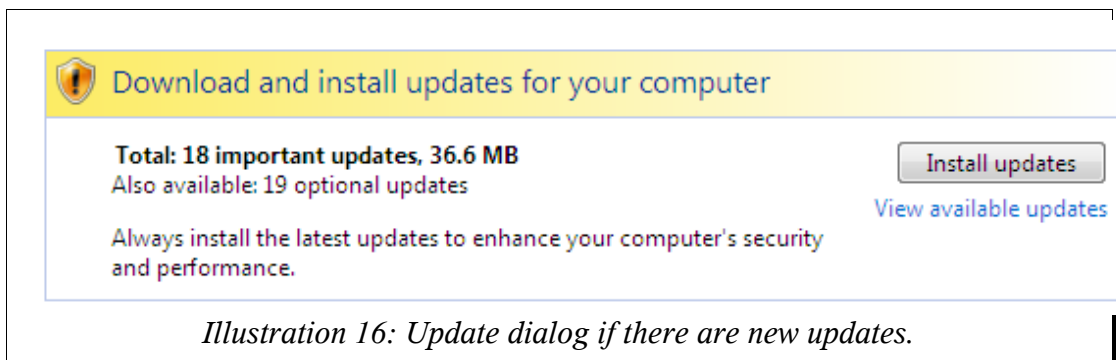 Download and install updates for your computer
Total: 18 important updates, 36.6 MB
Also available: 19 optional updates
Install updates
View available updates
Always install the latest updates to enhance your computer's security
and performance.
Illustration 16: Update dialog if there are new updates.